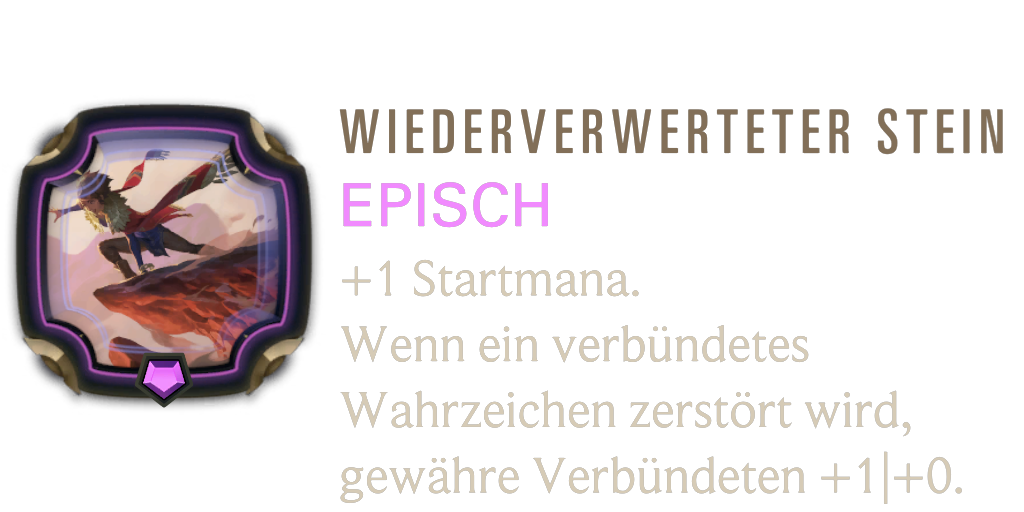 WIEDERVERWERTETER STEIN
EPISCH
+1 Startmana.
Wenn ein verbündetes
Wahrzeichen zerstört wird,
gewähre Verbündeten +1|+0.